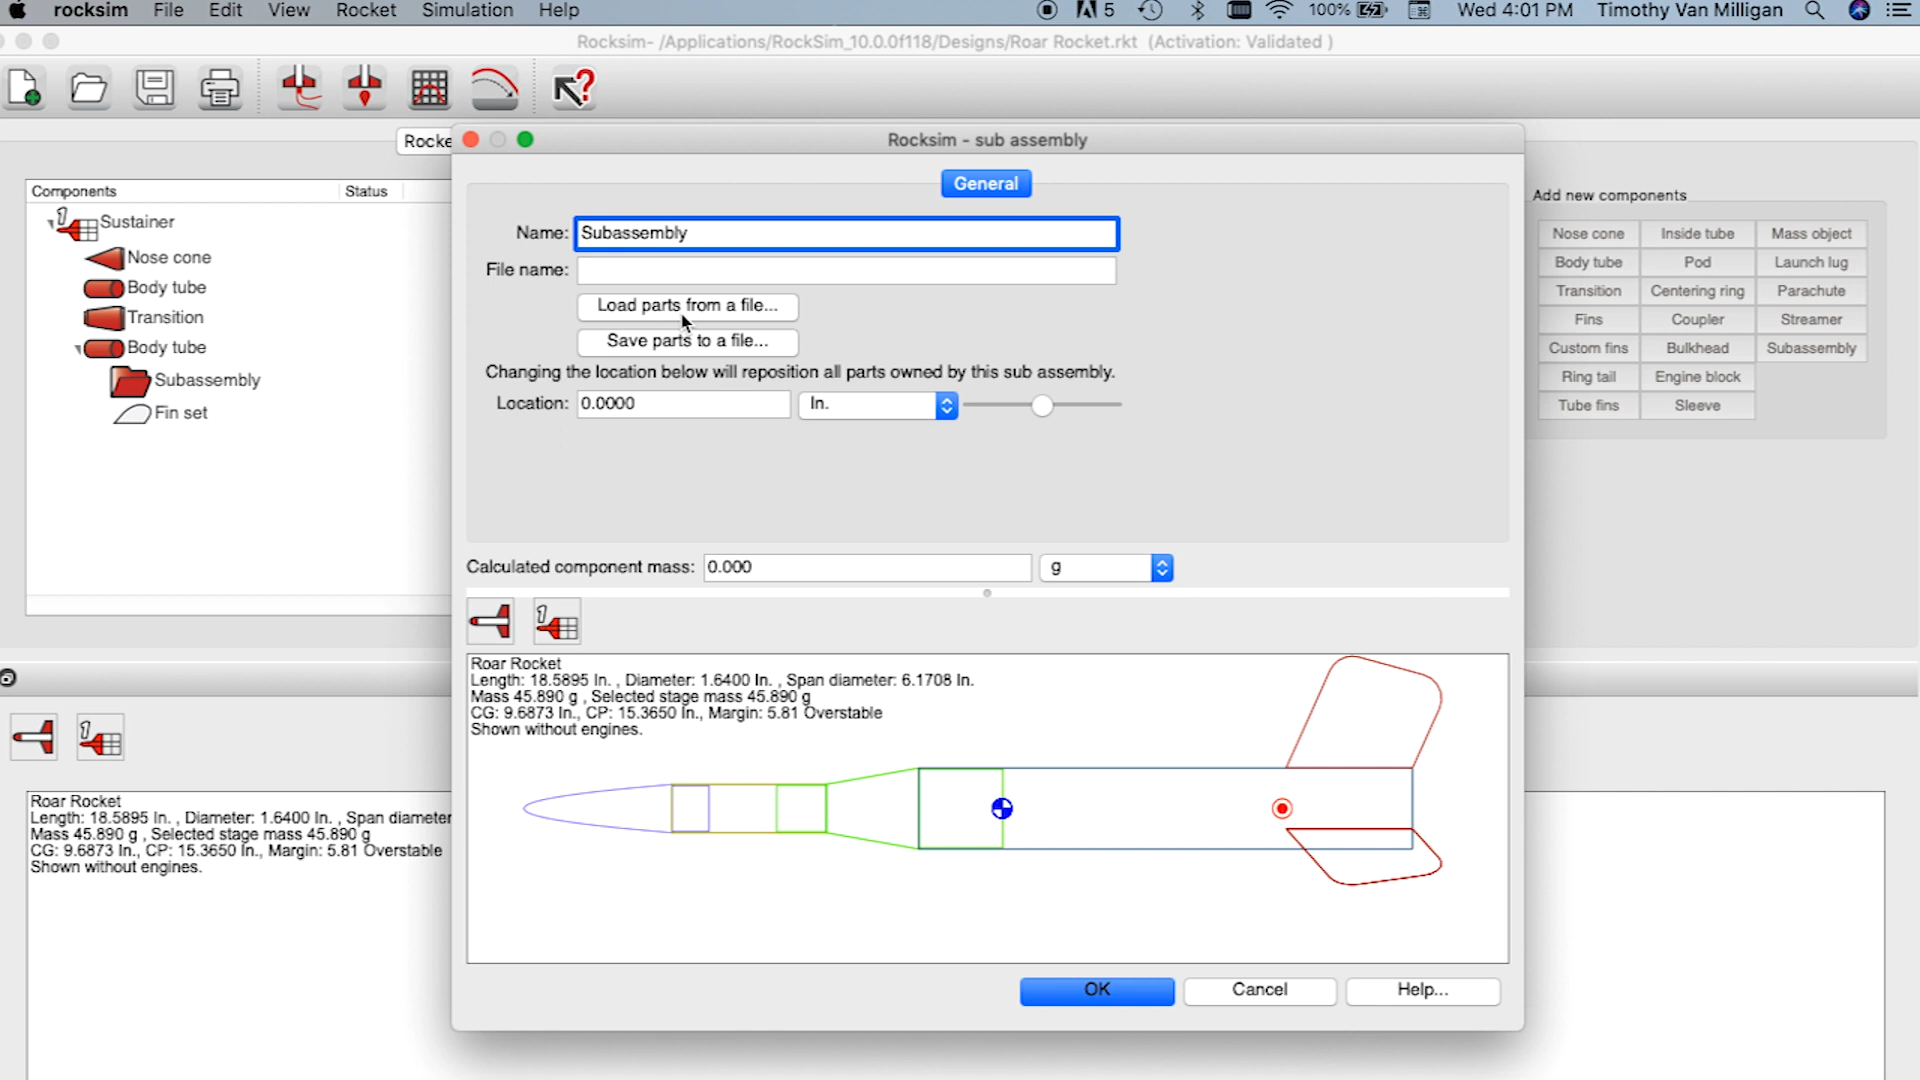 rocksim File Edit View Rocket Simulation Help 5 100% Wed 4:01 PM Timothy Van Milligan
Rocksim- /Applications/RockSim_10.0.0f118/Designs/Roar Rocket.rkt (Activation: Validated )
Rocke
Rocksim - sub assembly
General
Components Status
Sustainer
Nose cone
Body tube
Transition
Body tube
Subassembly
Fin set
Name: Subassembly
File name:
Load parts from a file...
Save parts to a file...
Changing the location below will reposition all parts owned by this sub assembly.
Location: 0.0000 In.
Calculated component mass: 0.000 g
Add new components
Nose cone Inside tube Mass object
Body tube Pod Launch lug
Transition Centering ring Parachute
Fins Coupler Streamer
Custom fins Bulkhead Subassembly
Ring tail Engine block
Tube fins Sleeve
Roar Rocket
Length: 18.5895 In. , Diameter: 1.6400 In. , Span diameter: 6.1708 In.
Mass 45.890 g , Selected stage mass 45.890 g
CG: 9.6873 In., CP: 15.3650 In., Margin: 5.81 Overstable
Shown without engines.
Roar Rocket
Length: 18.5895 In. , Diameter: 1.6400 In. , Span diameter
Mass 45.890 g , Selected stage mass 45.890 g
CG: 9.6873 In., CP: 15.3650 In., Margin: 5.81 Overstable
Shown without engines.
OK Cancel Help...